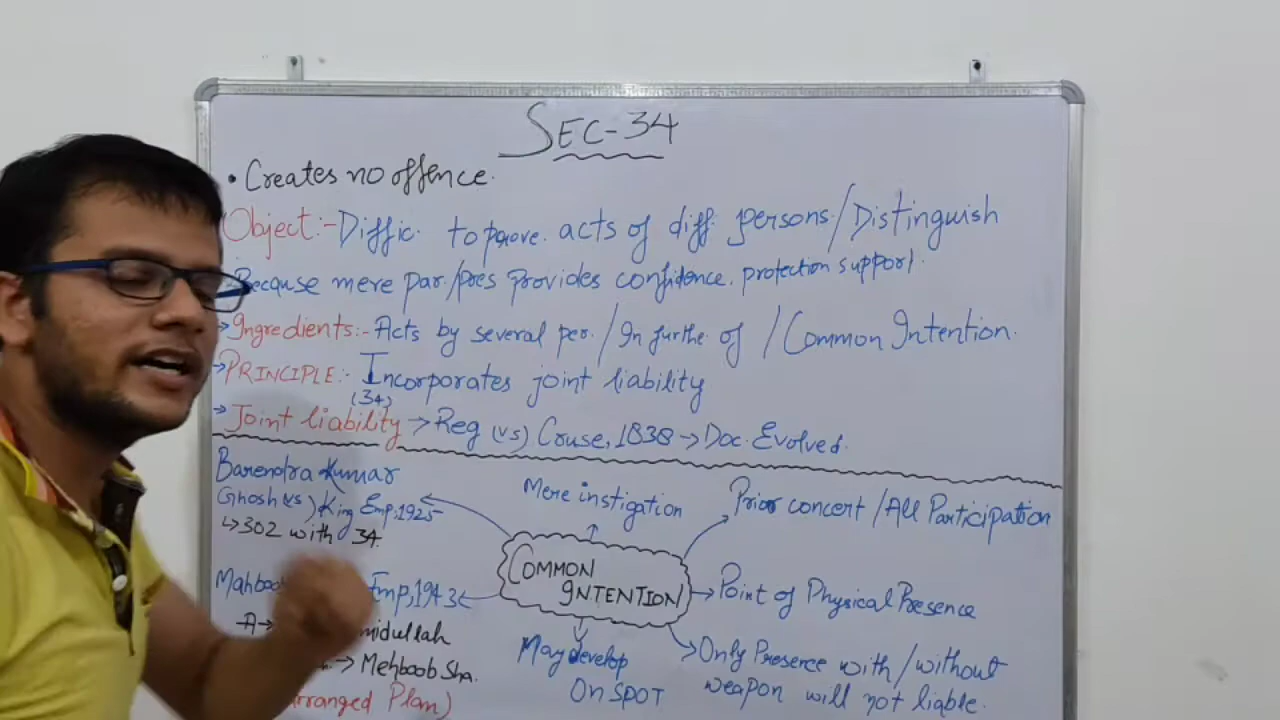 SEC-34
• Creates no offence.
Object:- Diffic. to prove. acts of diff. persons/Distinguish
Because mere par./pres provides confidence. protection support.
→Ingredients:- Acts by several per. / In furthe. of / Common Intention.
→PRINCIPLE:- Incorporates joint liability
(34)
→Joint liability → Reg (vs) Cruse, 1838 → Doc. Evolved.
Barendra Kumar
Ghosh (vs) King Emp, 1925
↳302 with 34.
Emp, 1943
A→ midullah
→ Mehboob Sha.
rranged Plan)
COMMON
INTENTION
Mere instigation
Prior concert / All Participation
→Point of Physical Presence
Only Presence with/without
weapon will not liable.
May develop
On SPOT